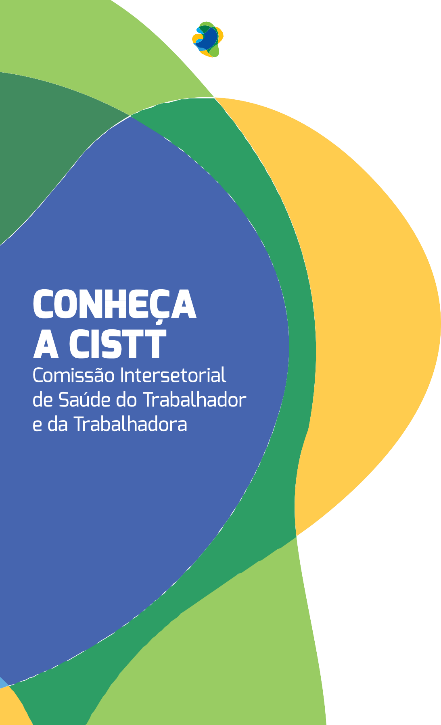 CONHEÇA
A CISTT
Comissão Intersetorial
de Saúde do Trabalhador
e da Trabalhadora